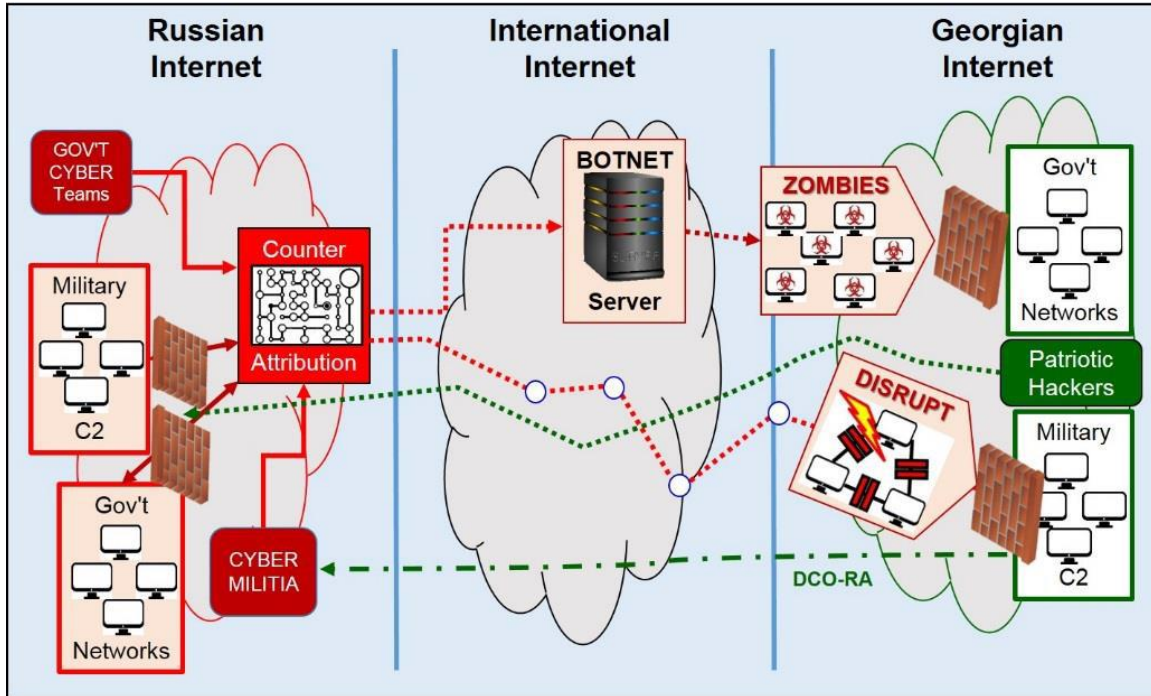 Russian
Internet
International
Internet
Georgian
Internet
GOV'T
CYBER
Teams
Counter
Attribution
Military
C2
Gov't
Networks
CYBER
MILITIA
BOTNET
Server
ZOMBIES
Gov't
Networks
Patriotic
Hackers
DISRUPT
Military
C2
DCO-RA